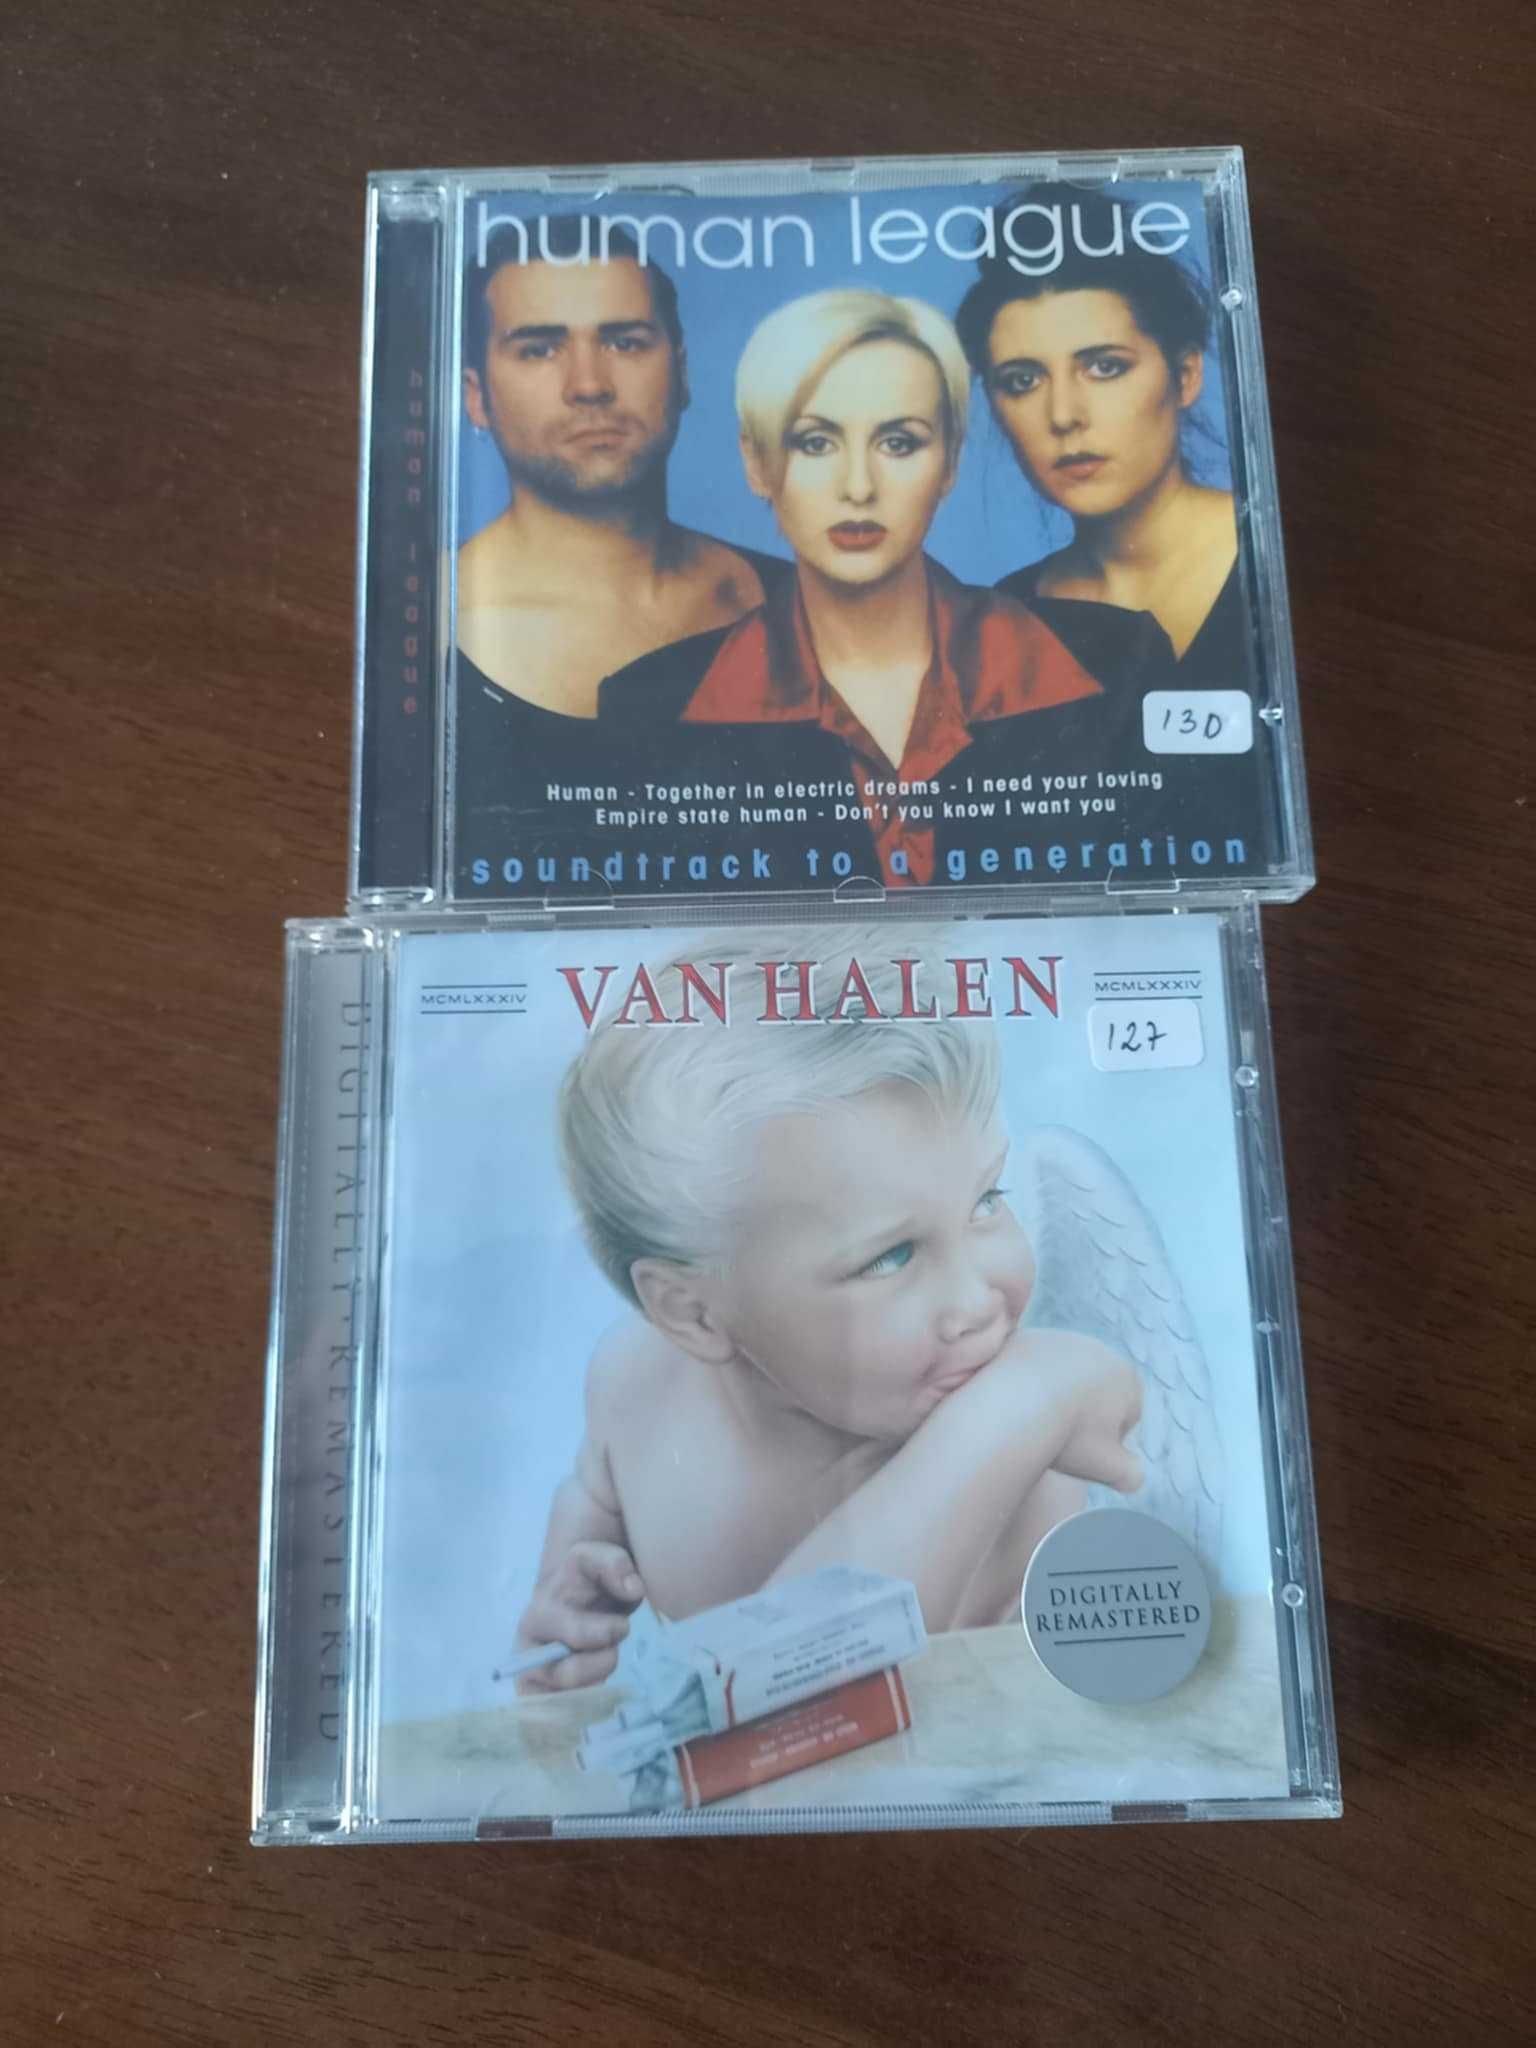 human league
human league
130
Human - Together in electric dreams - I need your loving
Empire state human - Don't you know I want you
soundtrack to a generation
MCMLXXXIV
VAN HALEN
MCMLXXXIV
127
DIGITALLY · REMASTERED
DIGITALLY
REMASTERED